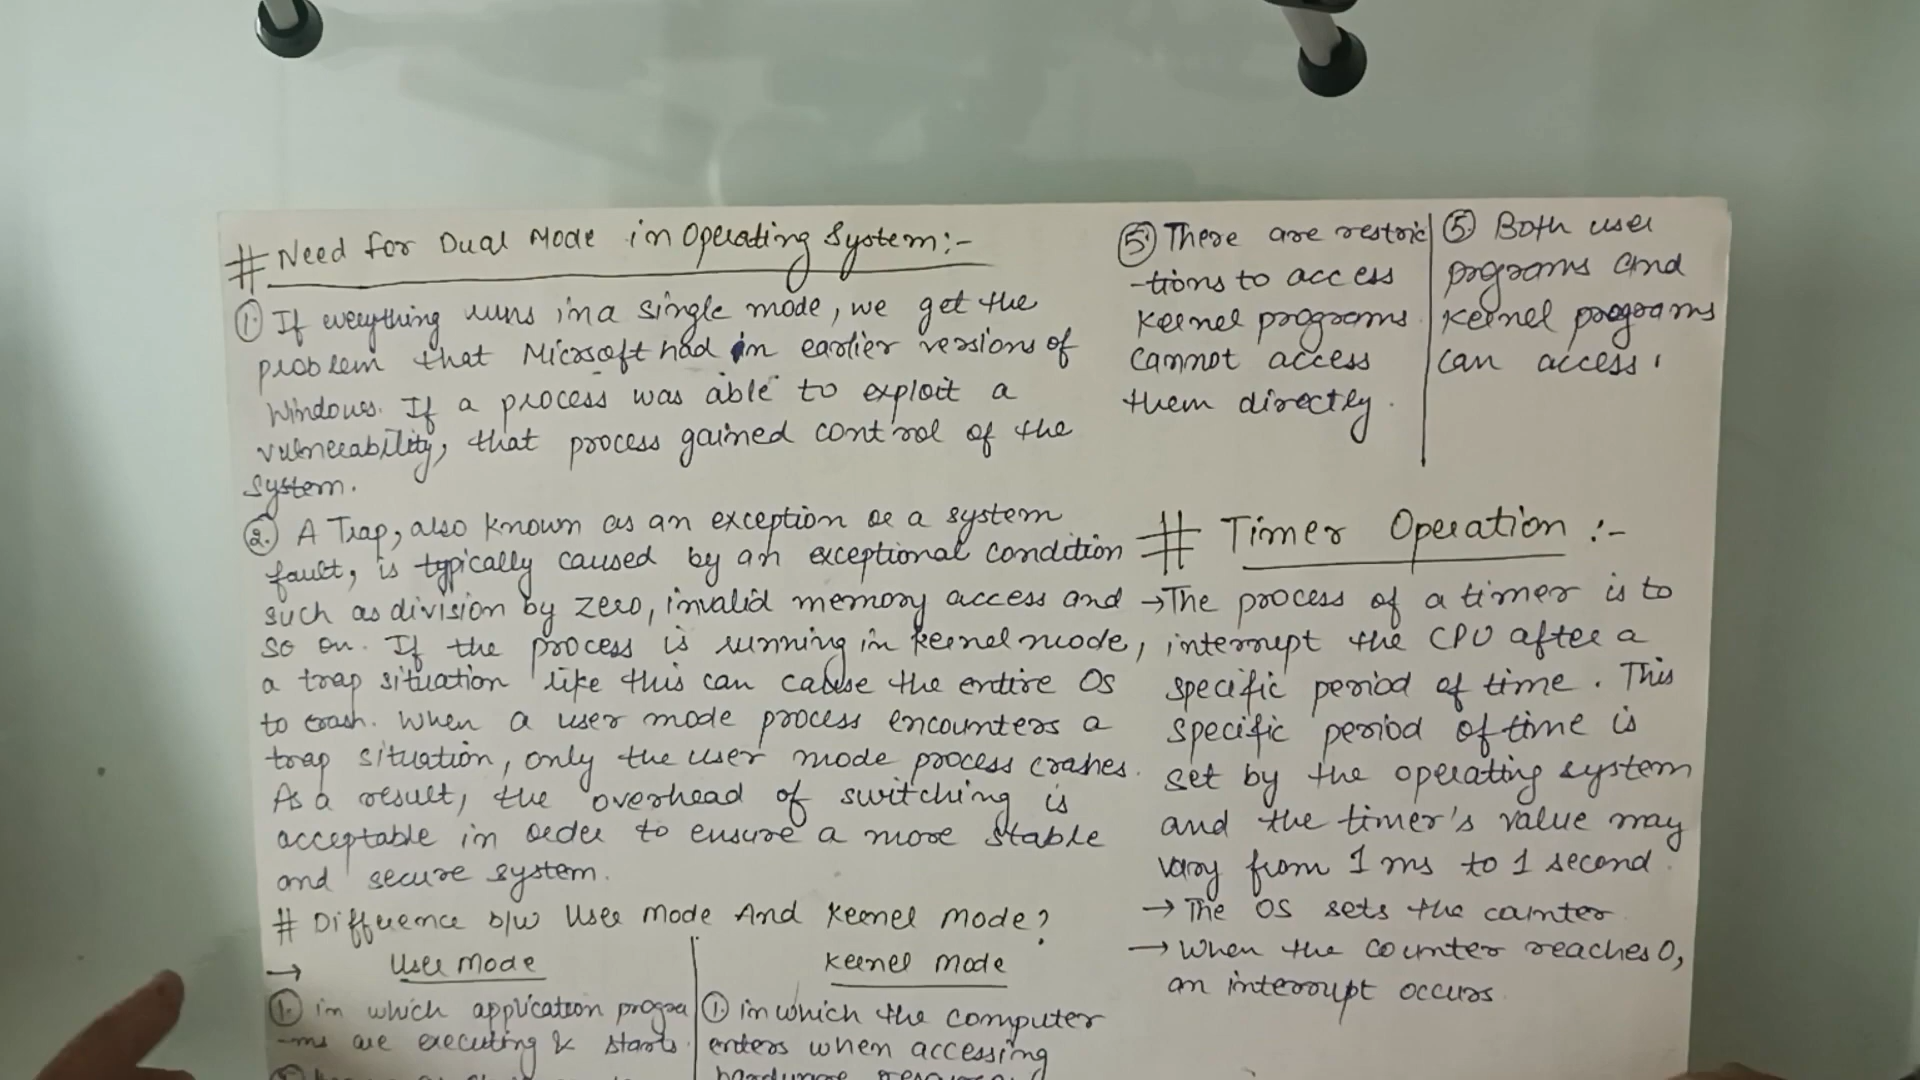 # Need for Dual Mode in Operating System:-
① If everything runs in a single mode, we get the
problem that Microsoft had in earlier versions of
Windows. If a process was able to exploit a
vulnerability, that process gained control of the
system.
②. A Trap, also known as an exception or a system
fault, is typically caused by an exceptional condition
such as division by zero, invalid memory access and
so on. If the process is running in kernel mode,
a trap situation like this can cause the entire OS
to crash. When a user mode process encounters a
trap situation, only the user mode process crashes.
As a result, the overhead of switching is
acceptable in order to ensure a more stable
and secure system.
# Difference b/w User Mode And Kernel Mode?
→ User Mode
① in which application progra
-ms are executing & starts.
Kernel Mode
① in which the computer
enters when accessing
hardware
⑤ There are restric
-tions to access
kernel programs.
Cannot access
them directly.
⑤ Both user
programs and
kernel programs
can access.
# Timer Operation :-
→ The process of a timer is to
interrupt the CPU after a
specific period of time. This
specific period of time is
set by the operating system
and the timer's value may
vary from 1 ms to 1 second.
→ The OS sets the counter
→ When the counter reaches 0,
an interrupt occurs